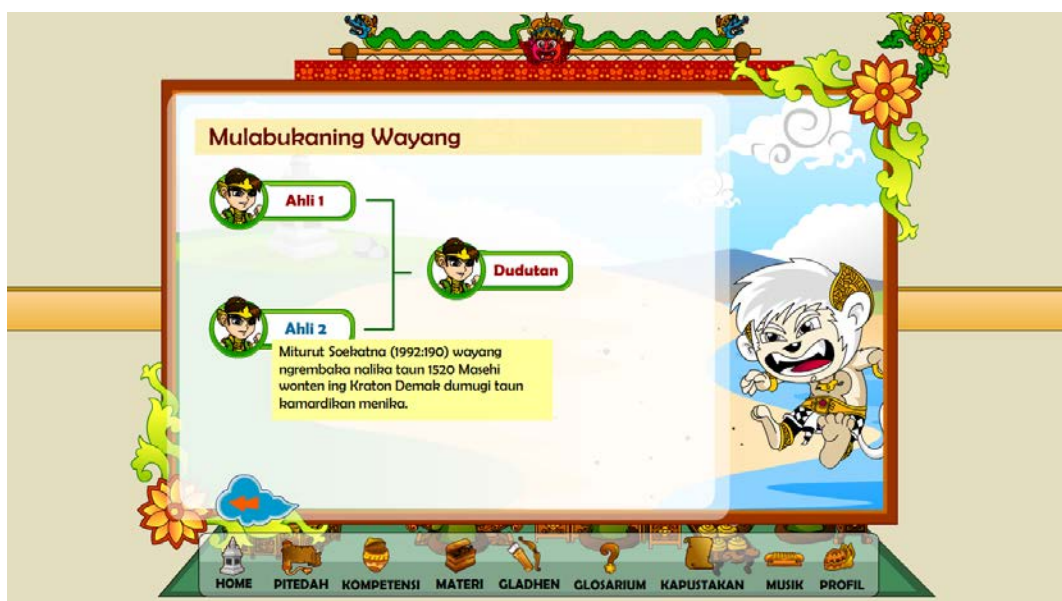 X
Mulabukaning Wayang
Ahli 1
Dudutan
Ahli 2
Miturut Soekatna (1992:190) wayang
ngrembaka nalika taun 1520 Masehi
wonten ing Kraton Demak dumugi taun
kamardikan menika.
HOME PITEDAH KOMPETENSI MATERI GLADHEN GLOSARIUM KAPUSTAKAN MUSIK PROFIL